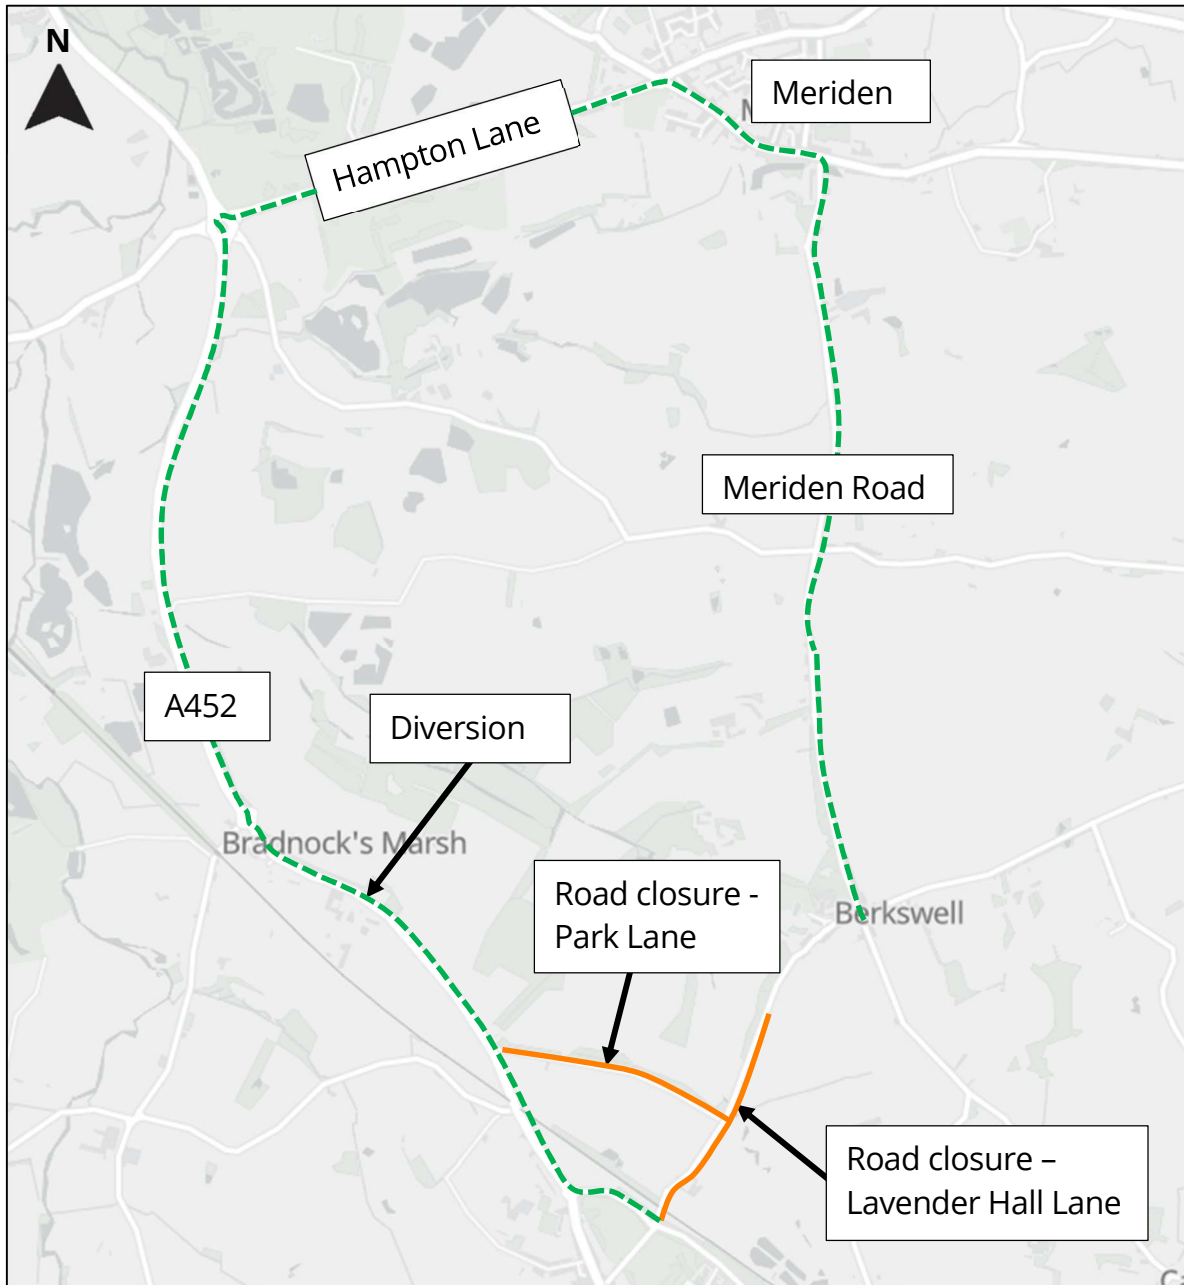 N
Meriden
Hampton Lane
Meriden Road
A452
Diversion
Bradnock's Marsh
Road closure -
Park Lane
Berkswell
Road closure –
Lavender Hall Lane